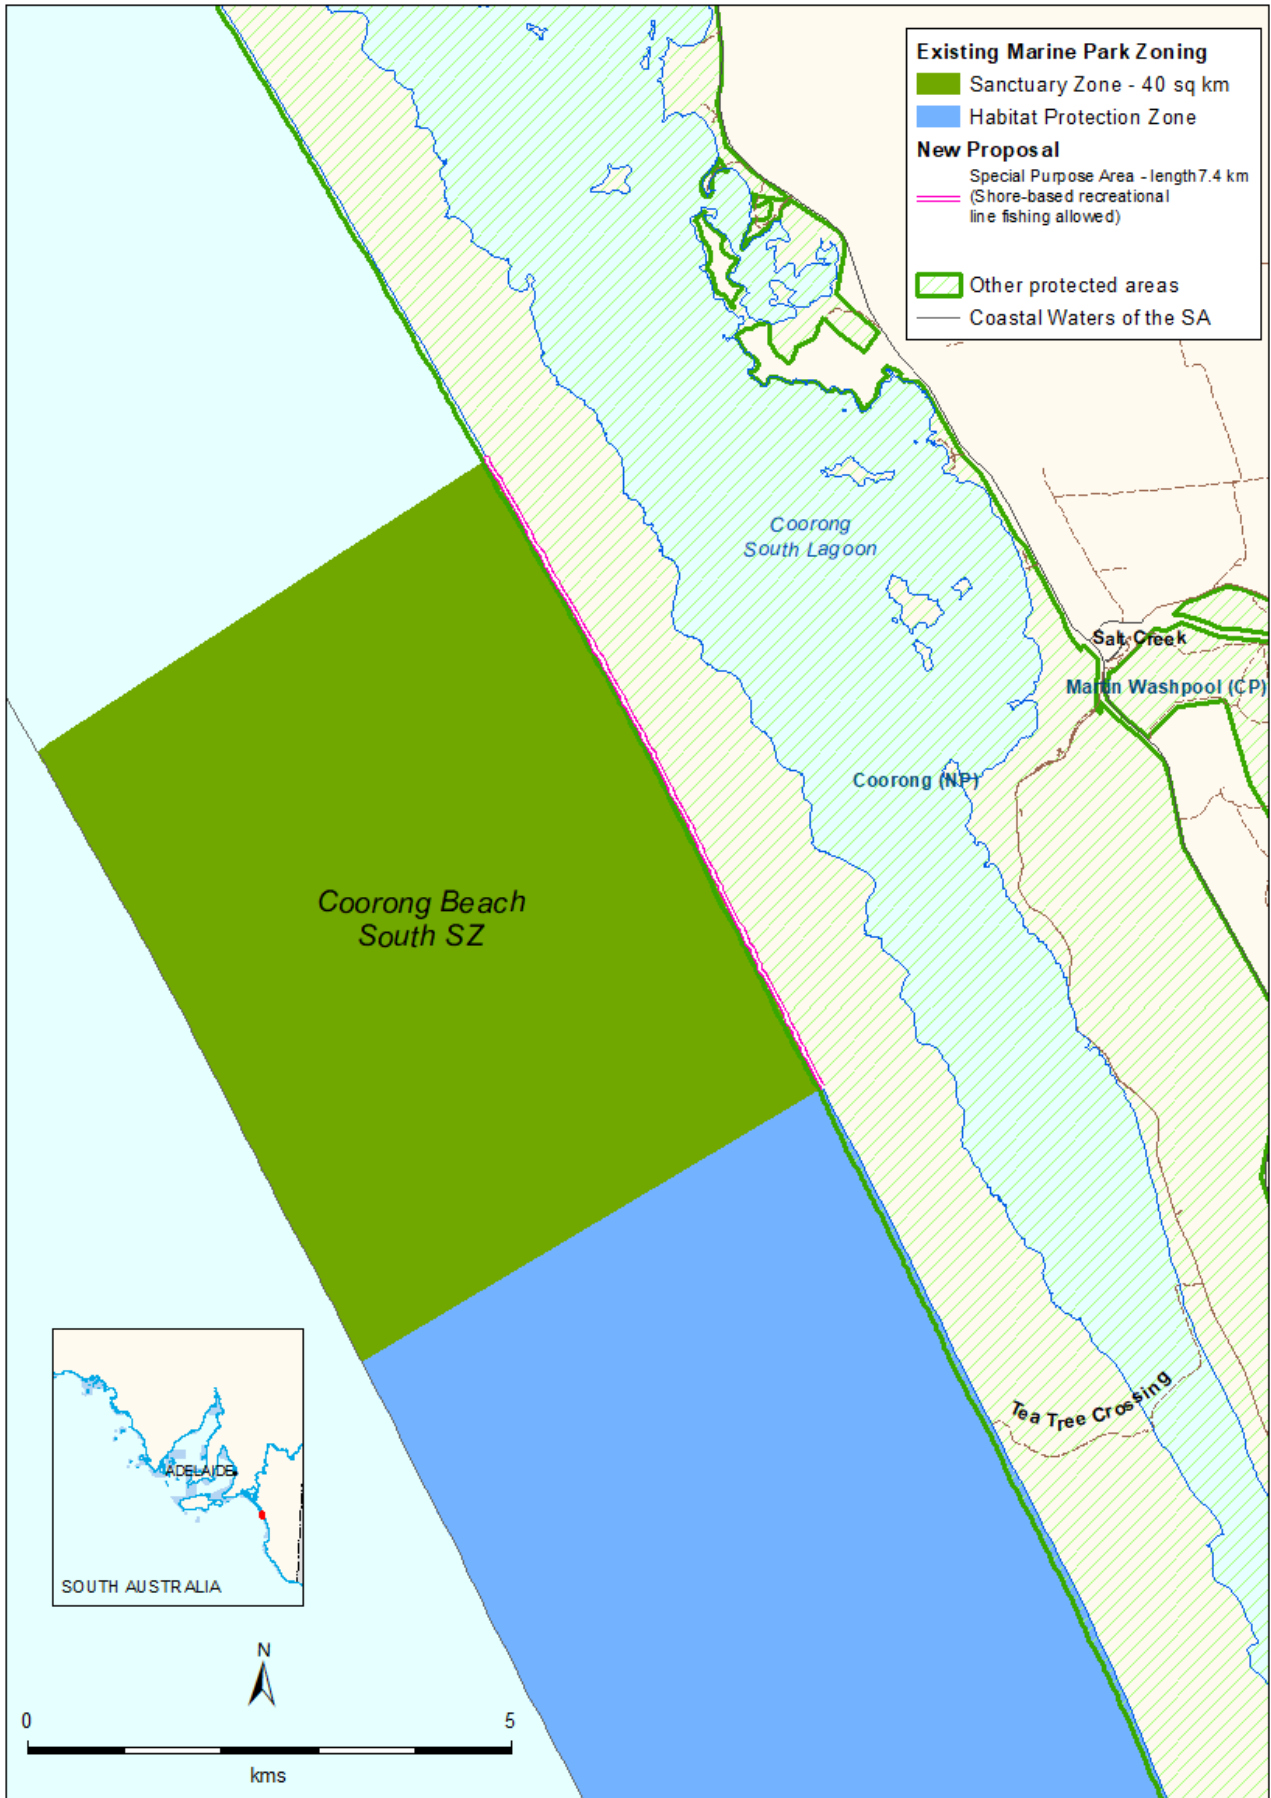 Existing Marine Park Zoning
Sanctuary Zone - 40 sq km
Habitat Protection Zone
New Proposal
Special Purpose Area - length7.4 km
(Shore-based recreational
line fishing allowed)
Other protected areas
Coastal Waters of the SA
Coorong
South Lagoon
Salt Creek
Martin Washpool (CP)
Coorong (NP)
Coorong Beach
South SZ
Tea Tree Crossing
ADELAIDE
SOUTH AUSTRALIA
N
0 5
kms